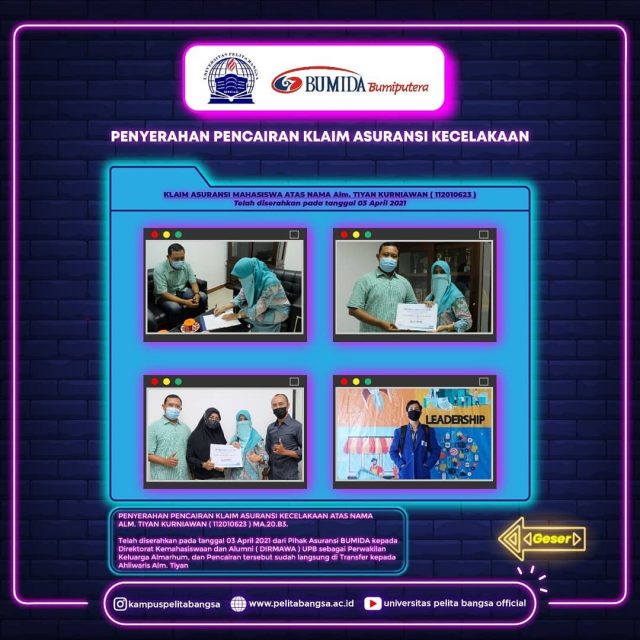 UNIVERSITAS PELITA BANGSA
BUMIDA Bumiputera
PENYERAHAN PENCAIRAN KLAIM ASURANSI KECELAKAAN
KLAIM ASURANSI MAHASISWA ATAS NAMA Alm. TIYAN KURNIAWAN ( 112010623 )
Telah diserahkan pada tanggal 03 April 2021
LEADERSHIP
PENYERAHAN PENCAIRAN KLAIM ASURANSI KECELAKAAN ATAS NAMA
ALM. TIYAN KURNIAWAN ( 112010623 ) MA.20.B3.
Telah diserahkan pada tanggal 03 April 2021 dari Pihak Asuransi BUMIDA kepada
Direktorat Kemahasiswaan dan Alumni ( DIRMAWA ) UPB sebagai Perwakilan
Keluarga Almarhum, dan Pencairan tersebut sudah langsung di Transfer kepada
Ahliwaris Alm. Tiyan
Geser
kampuspelitabangsa
www.pelitabangsa.ac.id
universitas pelita bangsa official